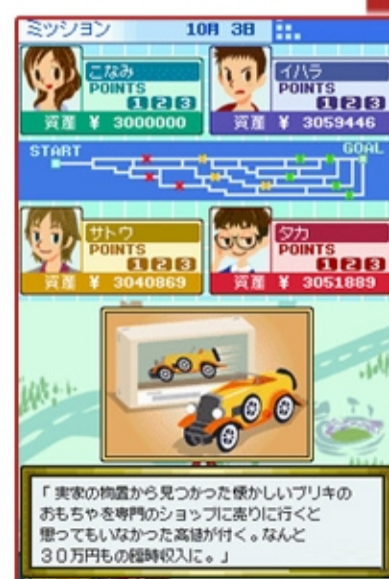 ミッション 10月 3日
こなみ
POINTS
1 2 3
資産 ¥ 3000000
イハラ
POINTS
1 2 3
資産 ¥ 3059446
START
GOAL
サトウ
POINTS
1 2 3
資産 ¥ 3040869
タカ
POINTS
1 2 3
資産 ¥ 3051889
「実家の物置から見つかった懐かしいブリキの
おもちゃを専門のショップに売りに行くと
思ってもいなかった高値が付く。なんと
30万円もの臨時収入に。」